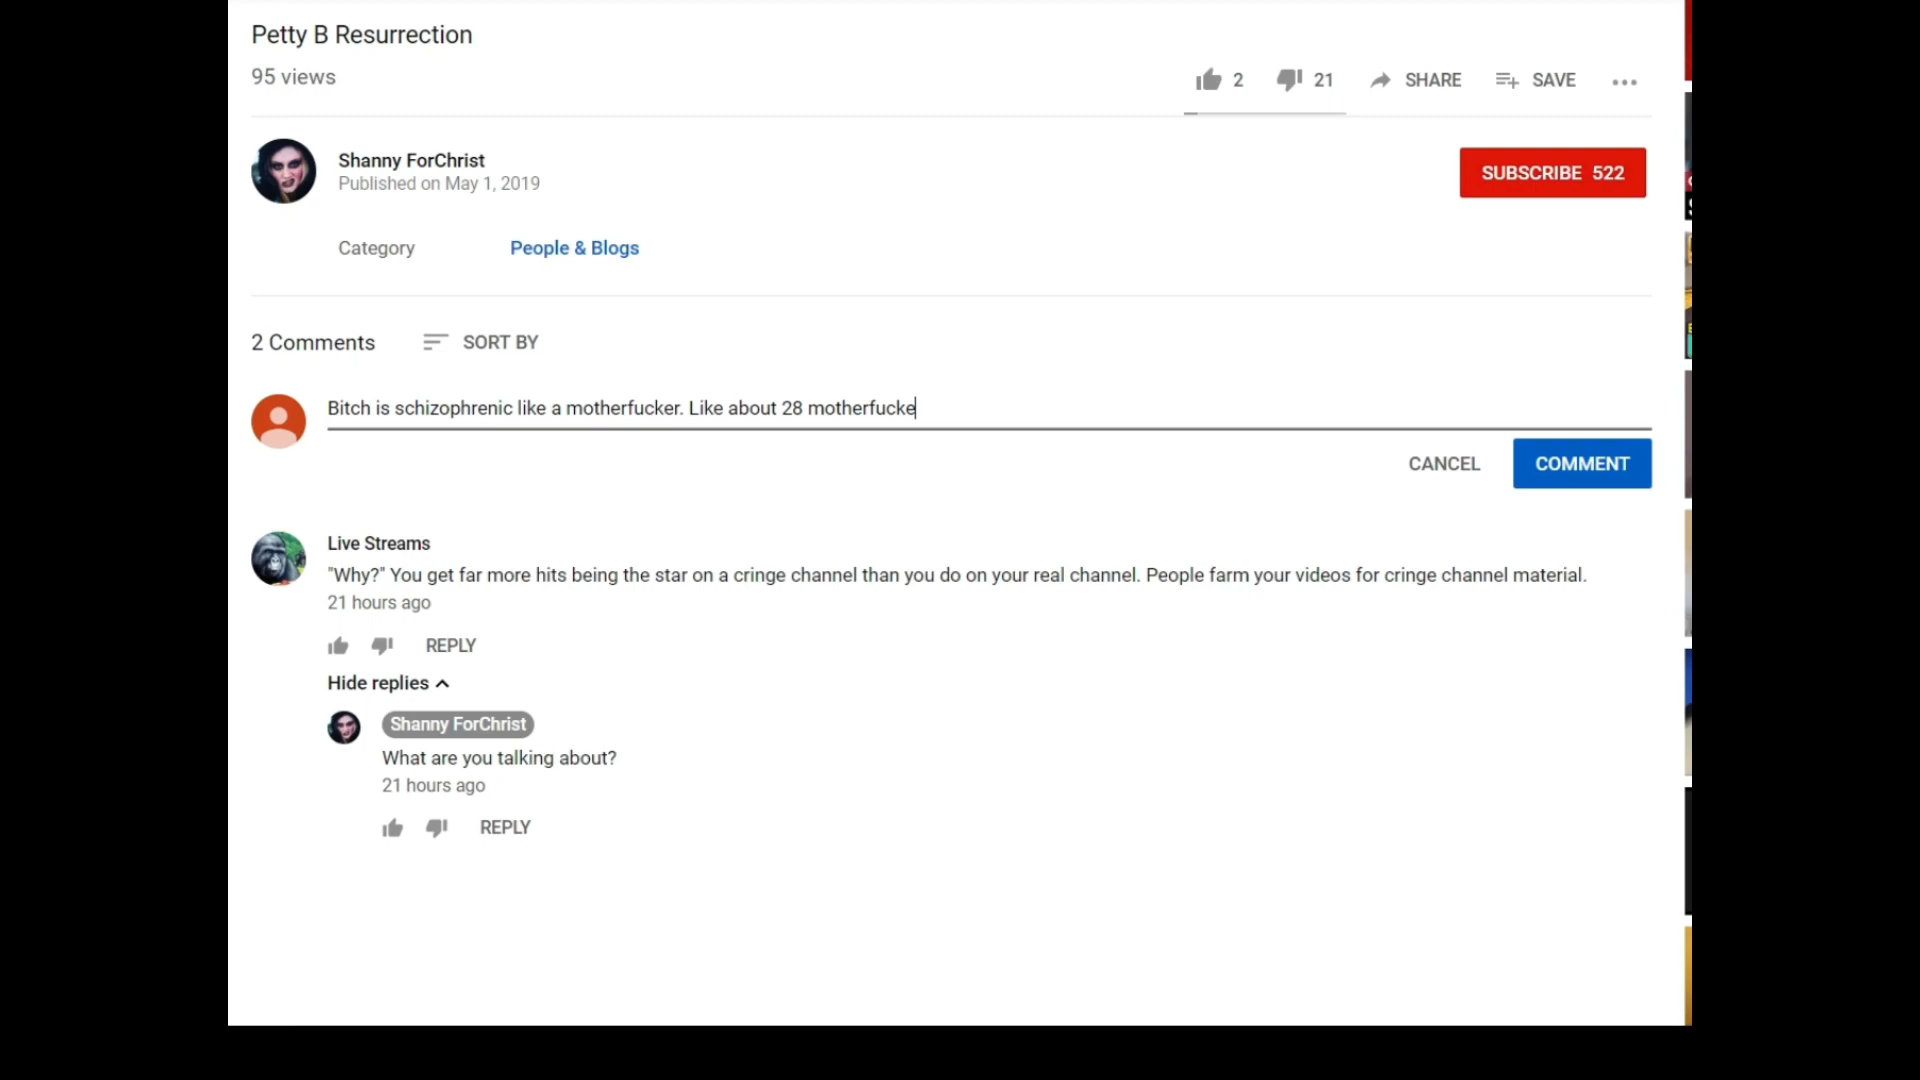 Petty B Resurrection
95 views
2 21 SHARE SAVE
Shanny ForChrist
Published on May 1, 2019
SUBSCRIBE 522
Category People & Blogs
2 Comments SORT BY
Bitch is schizophrenic like a motherfucker. Like about 28 motherfucke
CANCEL COMMENT
Live Streams
"Why?" You get far more hits being the star on a cringe channel than you do on your real channel. People farm your videos for cringe channel material.
21 hours ago
REPLY
Hide replies
Shanny ForChrist
What are you talking about?
21 hours ago
REPLY